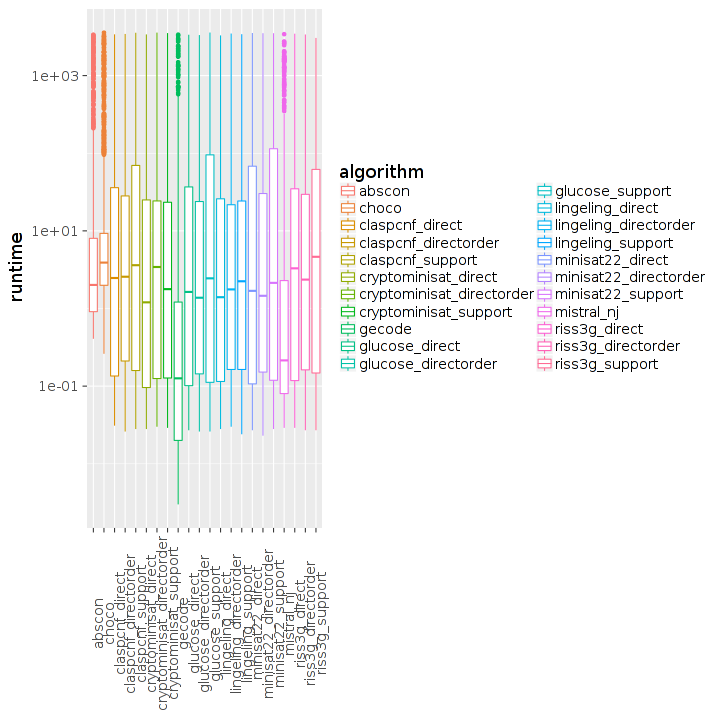 1e+03
1e+01
1e-01
runtime
abscon
choco
claspcnf_direct
claspcnf_directorder
claspcnf_support
cryptominisat_direct
cryptominisat_directorder
cryptominisat_support
gecode
glucose_direct
glucose_directorder
glucose_support
lingeling_direct
lingeling_directorder
lingeling_support
minisat22_direct
minisat22_directorder
minisat22_support
mistral_nj
riss3g_direct
riss3g_directorder
riss3g_support
algorithm
abscon
choco
claspcnf_direct
claspcnf_directorder
claspcnf_support
cryptominisat_direct
cryptominisat_directorder
cryptominisat_support
gecode
glucose_direct
glucose_directorder
glucose_support
lingeling_direct
lingeling_directorder
lingeling_support
minisat22_direct
minisat22_directorder
minisat22_support
mistral_nj
riss3g_direct
riss3g_directorder
riss3g_support